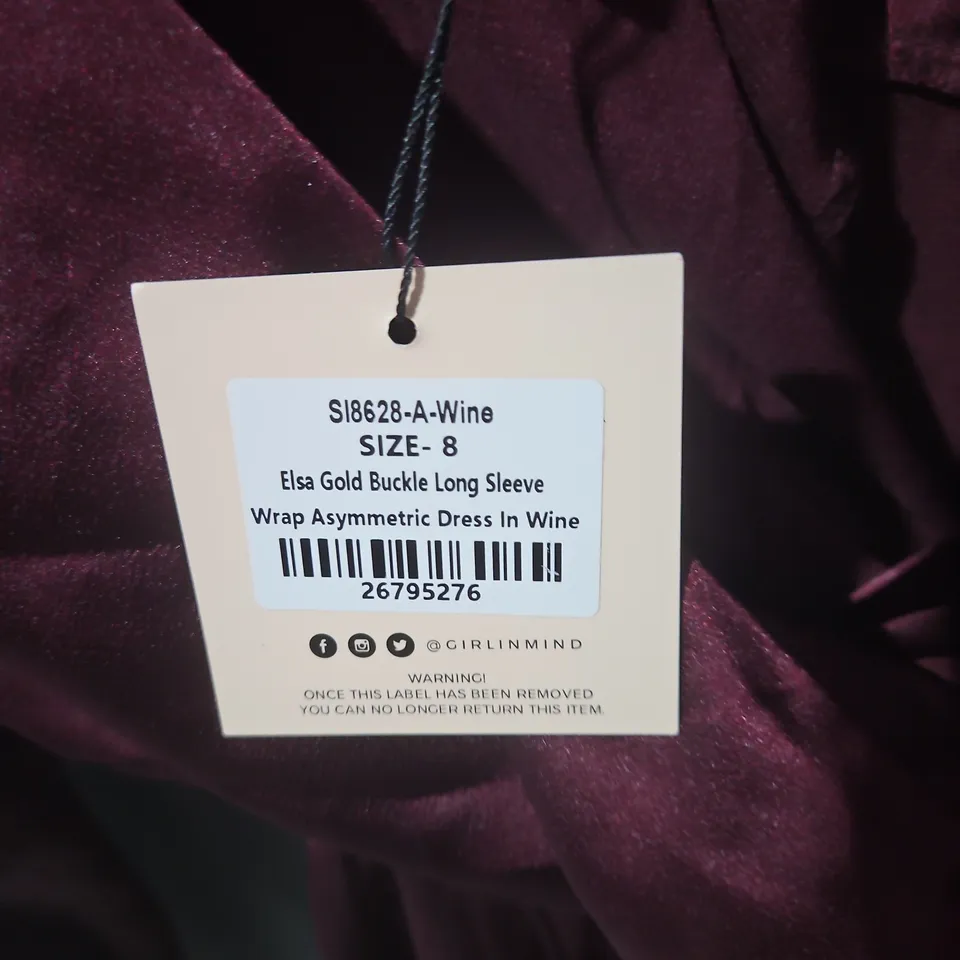 SI8628-A-Wine
SIZE- 8
Elsa Gold Buckle Long Sleeve
Wrap Asymmetric Dress In Wine
26795276
@GIRLINMIND
WARNING!
ONCE THIS LABEL HAS BEEN REMOVED
YOU CAN NO LONGER RETURN THIS ITEM.